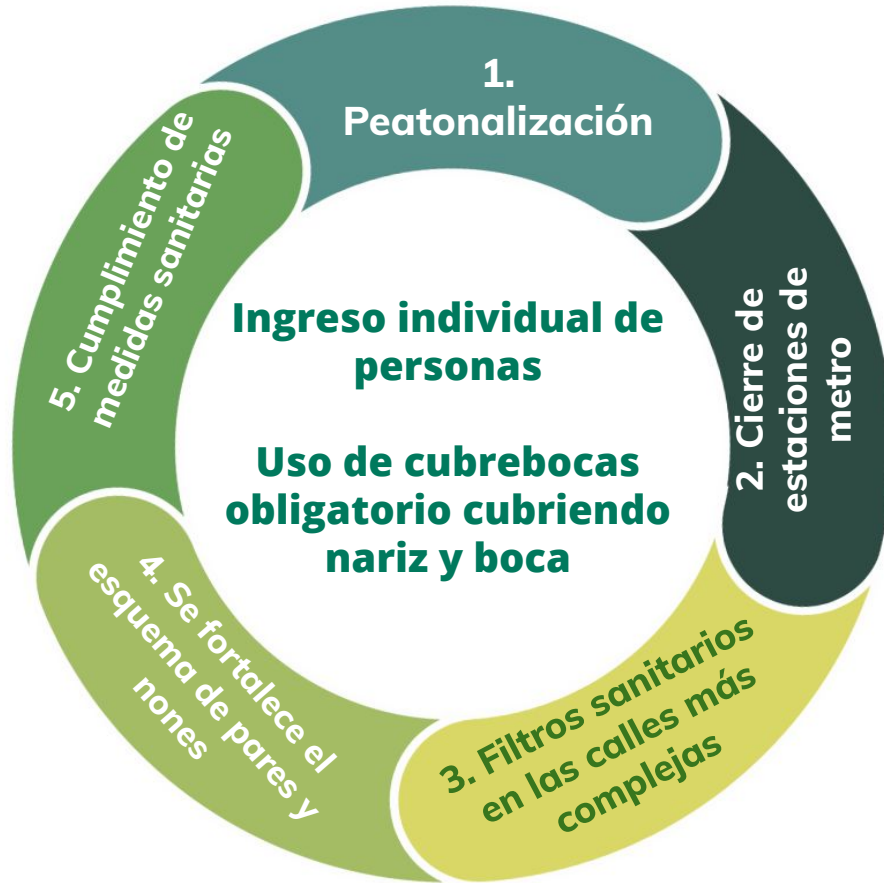 1.
Peatonalización
2. Cierre de
estaciones de
metro
3. Filtros sanitarios
en las calles más
complejas
4. Se fortalece el
esquema de pares y
nones
5. Cumplimiento de
medidas sanitarias
Ingreso individual de
personas
Uso de cubrebocas
obligatorio cubriendo
nariz y boca